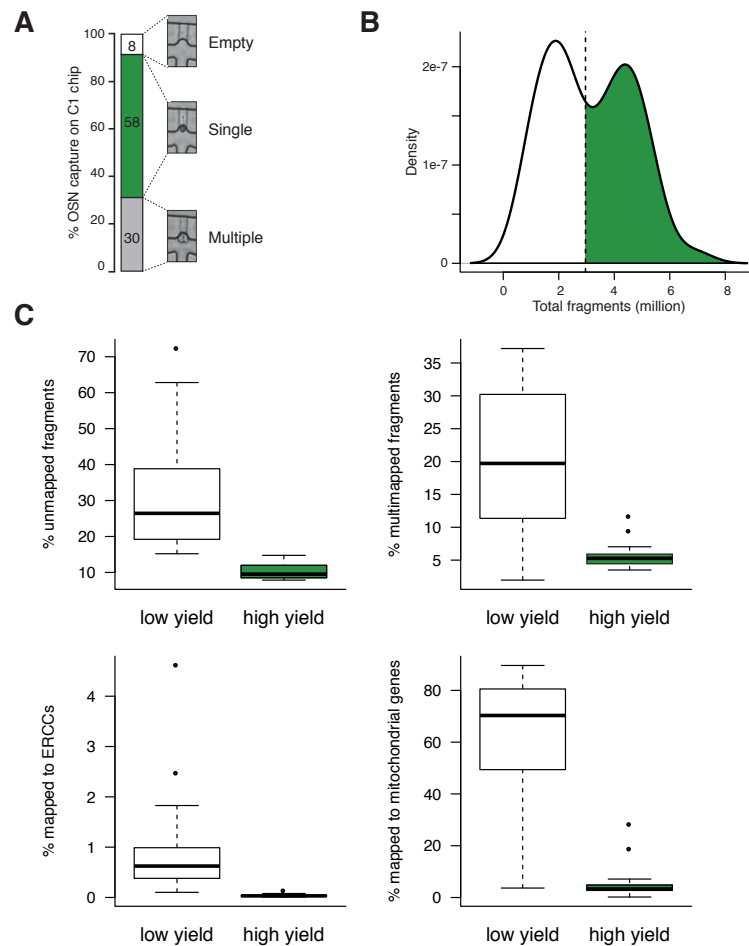 A
% OSN capture on C1 chip
100
80
60
40
20
0
8
58
30
Empty
Single
Multiple
B
Density
2e-7
1e-7
0
0 2 4 6 8
Total fragments (million)
C
% unmapped fragments
70
60
50
40
30
20
10
low yield high yield
% multimapped fragments
35
30
25
20
15
10
5
low yield high yield
% mapped to ERCCs
4
3
2
1
0
low yield high yield
% mapped to mitochondrial genes
80
60
40
20
0
low yield high yield